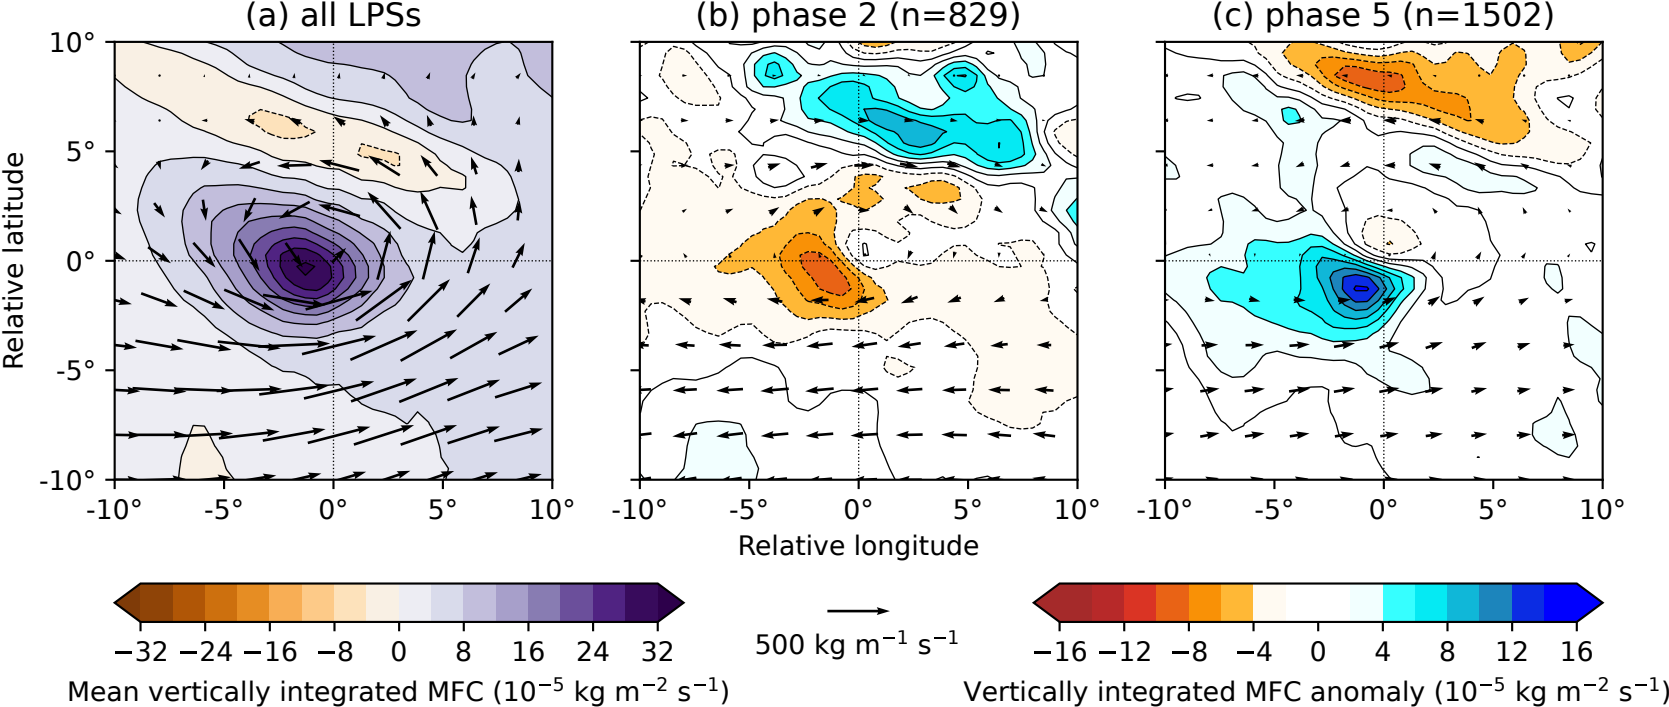 (a) all LPSs (b) phase 2 (n=829) (c) phase 5 (n=1502)
10°
5°
0°
-5°
-10°
Relative latitude
-10° -5° 0° 5° 10° -10° -5° 0° 5° 10° -10° -5° 0° 5° 10°
Relative longitude
−32 −24 −16 −8 0 8 16 24 32
Mean vertically integrated MFC (10⁻⁵ kg m⁻² s⁻¹)
500 kg m⁻¹ s⁻¹
−16 −12 −8 −4 0 4 8 12 16
Vertically integrated MFC anomaly (10⁻⁵ kg m⁻² s⁻¹)